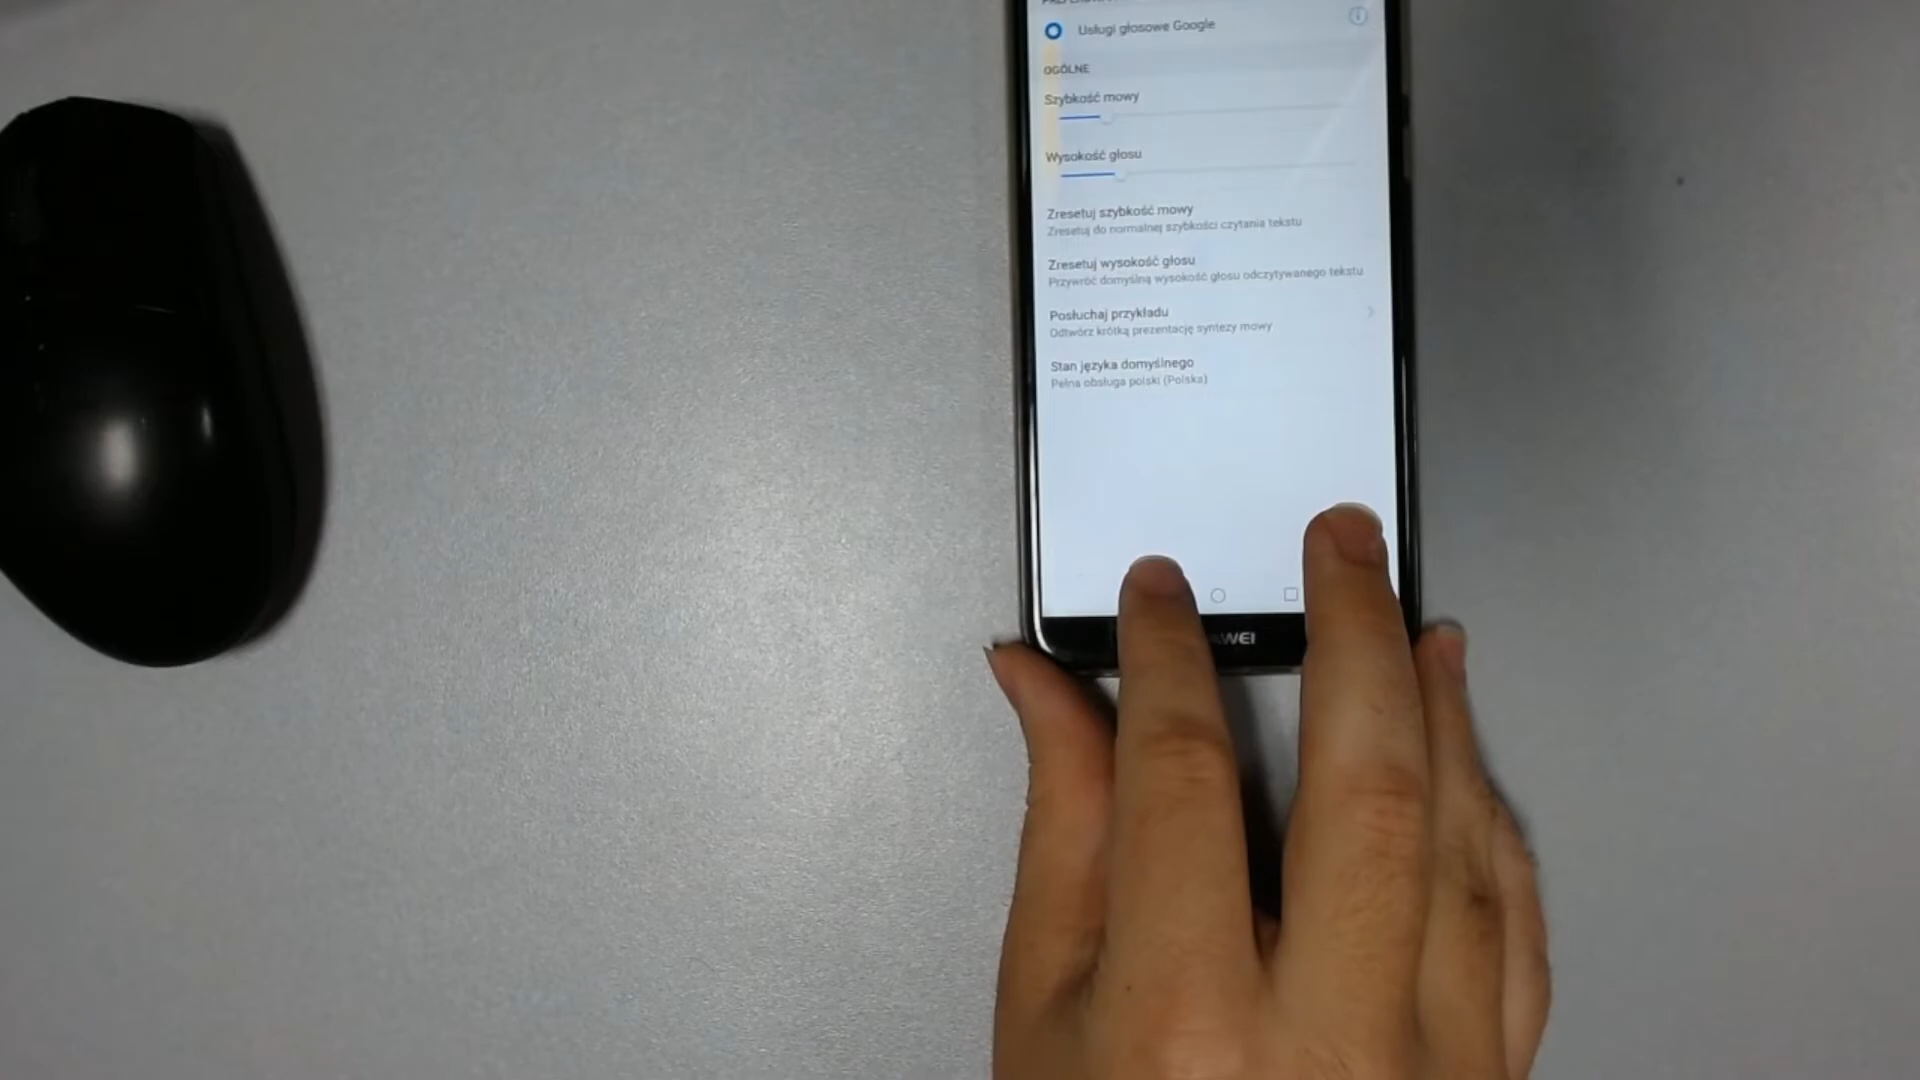 Usługi głosowe Google
OGÓLNE
Szybkość mowy
Wysokość głosu
Zresetuj szybkość mowy
Zresetuj do normalnej szybkości czytania tekstu
Zresetuj wysokość głosu
Przywróć domyślną wysokość głosu odczytywanego tekstu
Posłuchaj przykładu
Odtwórz krótką prezentację syntezy mowy
Stan języka domyślnego
Pełna obsługa polski (Polska)
AWEI